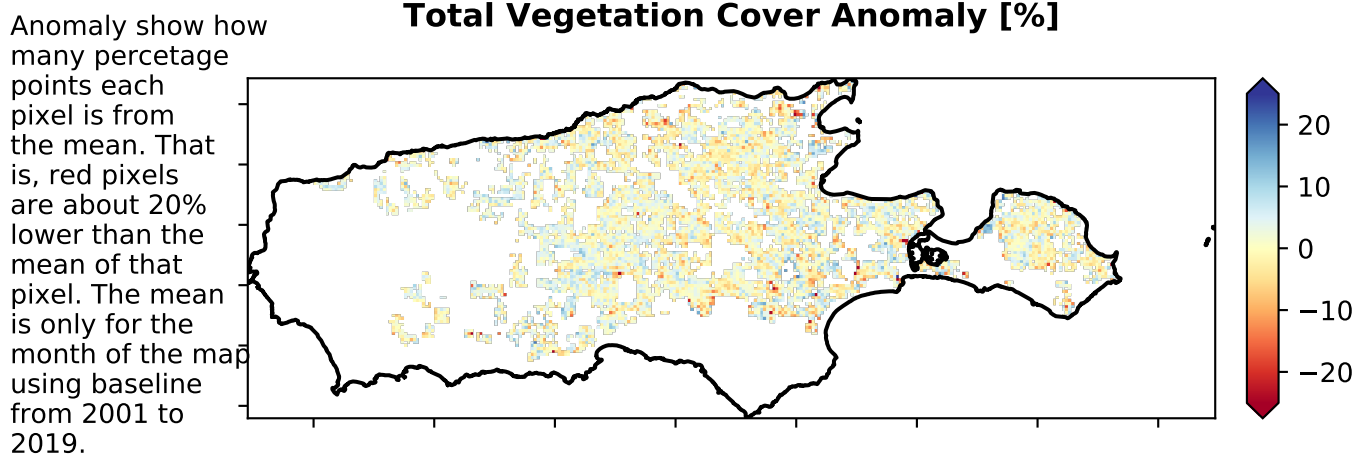 Total Vegetation Cover Anomaly [%]
Anomaly show how
many percetage
points each
pixel is from
the mean. That
is, red pixels
are about 20%
lower than the
mean of that
pixel. The mean
is only for the
month of the map
using baseline
from 2001 to
2019.
20
10
0
−10
−20